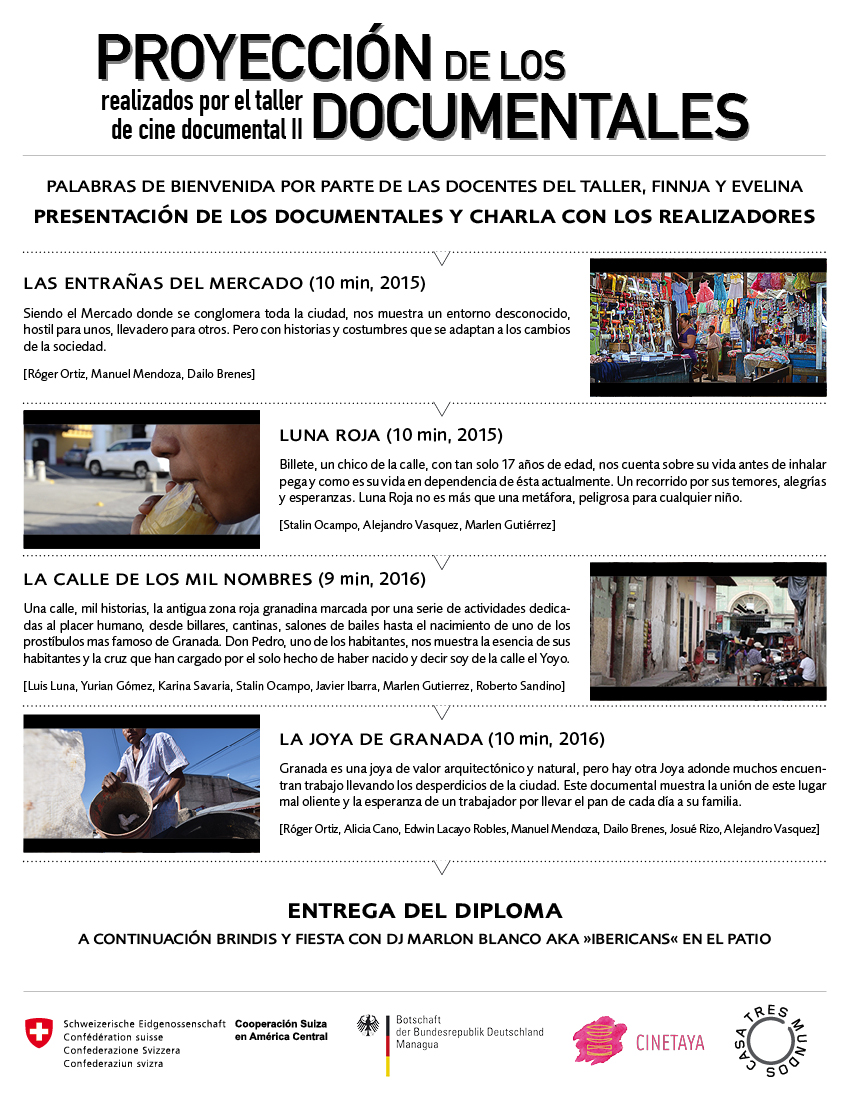 PROYECCIÓN DE LOS
realizados por el taller
de cine documental II
DOCUMENTALES
PALABRAS DE BIENVENIDA POR PARTE DE LAS DOCENTES DEL TALLER, FINNJA Y EVELINA
PRESENTACIÓN DE LOS DOCUMENTALES Y CHARLA CON LOS REALIZADORES
LAS ENTRAÑAS DEL MERCADO (10 min, 2015)
Siendo el Mercado donde se conglomera toda la ciudad, nos muestra un entorno desconocido,
hostil para unos, llevadero para otros. Pero con historias y costumbres que se adaptan a los cambios
de la sociedad.
[Róger Ortiz, Manuel Mendoza, Dailo Brenes]
LUNA ROJA (10 min, 2015)
Billete, un chico de la calle, con tan solo 17 años de edad, nos cuenta sobre su vida antes de inhalar
pega y como es su vida en dependencia de ésta actualmente. Un recorrido por sus temores, alegrías
y esperanzas. Luna Roja no es más que una metáfora, peligrosa para cualquier niño.
[Stalin Ocampo, Alejandro Vasquez, Marlen Gutiérrez]
LA CALLE DE LOS MIL NOMBRES (9 min, 2016)
Una calle, mil historias, la antigua zona roja granadina marcada por una serie de actividades dedica-
das al placer humano, desde billares, cantinas, salones de bailes hasta el nacimiento de uno de los
prostíbulos mas famoso de Granada. Don Pedro, uno de los habitantes, nos muestra la esencia de sus
habitantes y la cruz que han cargado por el solo hecho de haber nacido y decir soy de la calle el Yoyo.
[Luis Luna, Yurian Gómez, Karina Savaria, Stalin Ocampo, Javier Ibarra, Marlen Gutierrez, Roberto Sandino]
LA JOYA DE GRANADA (10 min, 2016)
Granada es una joya de valor arquitectónico y natural, pero hay otra Joya adonde muchos encuen-
tran trabajo llevando los desperdicios de la ciudad. Este documental muestra la unión de este lugar
mal oliente y la esperanza de un trabajador por llevar el pan de cada día a su familia.
[Róger Ortiz, Alicia Cano, Edwin Lacayo Robles, Manuel Mendoza, Dailo Brenes, Josué Rizo, Alejandro Vasquez]
ENTREGA DEL DIPLOMA
A CONTINUACIÓN BRINDIS Y FIESTA CON DJ MARLON BLANCO AKA »IBERICANS« EN EL PATIO
Schweizerische Eidgenossenschaft
Confédération suisse
Confederazione Svizzera
Confederaziun svizra
Cooperación Suiza
en América Central
Botschaft
der Bundesrepublik Deutschland
Managua
CINETAYA
CASA TRES MUNDOS